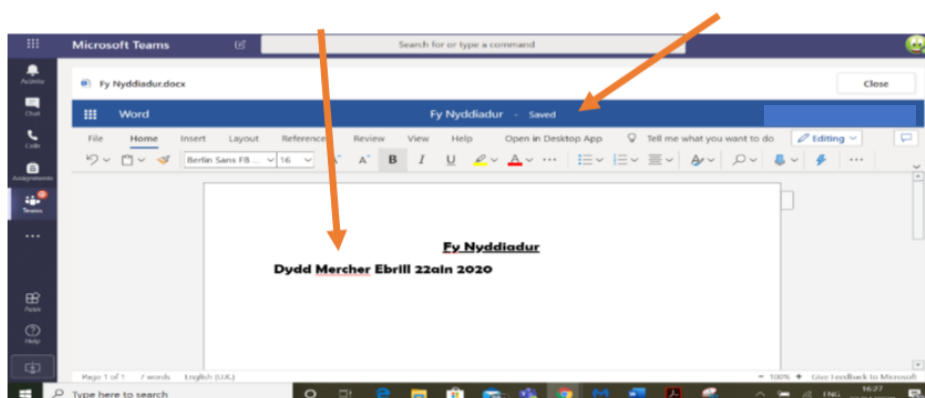 Microsoft Teams
Search for or type a command
Activity
Fy Nyddiadur.docx
Close
Chat
Word
Fy Nyddiadur - Saved
Calls
File Home Insert Layout References Review View Help Open in Desktop App Tell me what you want to do Editing
Berlin Sans FB ... 16 A A B I U A
Assignments
Teams
Fy Nyddiadur
Dydd Mercher Ebrill 22ain 2020
Apps
Help
Page 1 of 1 7 words English (U.K.) 100% Give Feedback to Microsoft
Type here to search
ENG 16:27